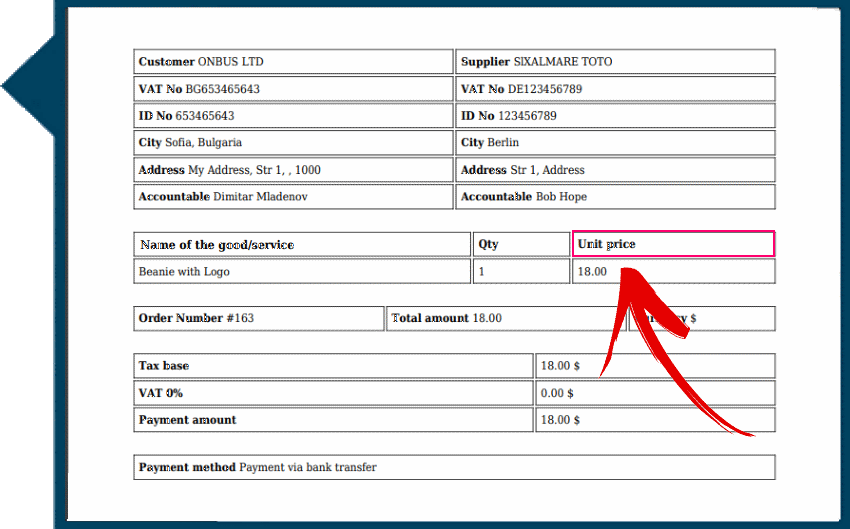 Customer ONBUS LTD Supplier SIXALMARE TOTO
VAT No BG653465643 VAT No DE123456789
ID No 653465643 ID No 123456789
City Sofia, Bulgaria City Berlin
Address My Address, Str 1, , 1000 Address Str 1, Address
Accountable Dimitar Mladenov Accountable Bob Hope
Name of the good/service Qty Unit price
Beanie with Logo 1 18.00
Order Number #163 Total amount 18.00 $
Tax base 18.00 $
VAT 0% 0.00 $
Payment amount 18.00 $
Payment method Payment via bank transfer